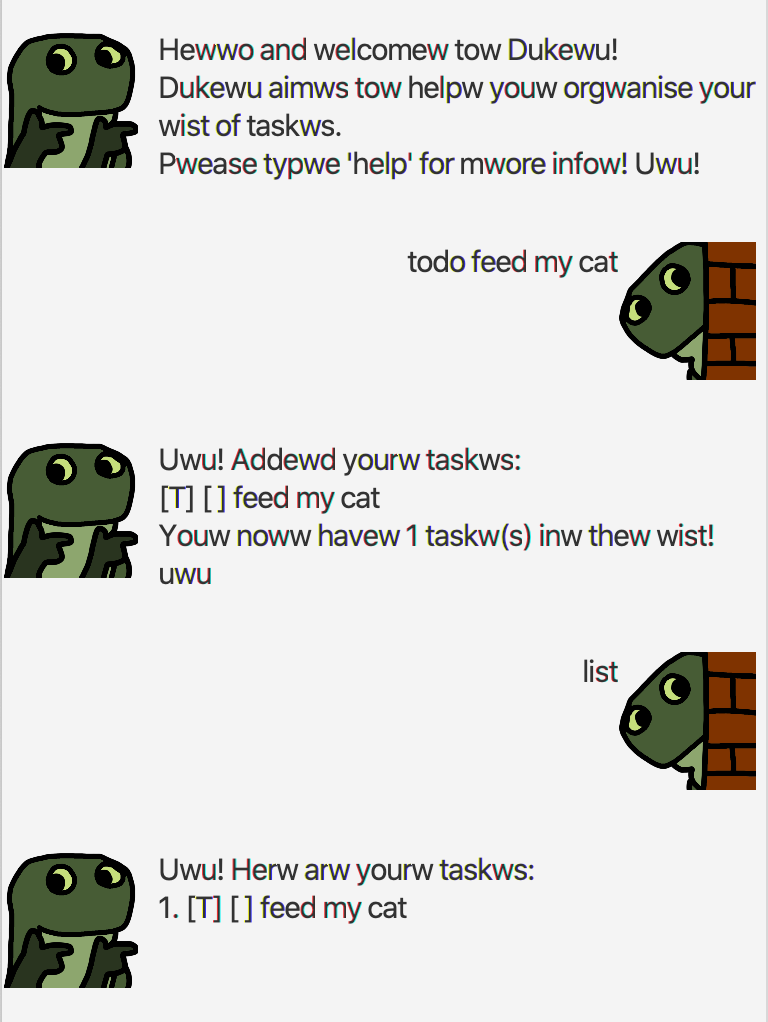 Hewwo and welcomew tow Dukewu!
Dukewu aimws tow helpw youw orgwanise your
wist of taskws.
Pwease typwe 'help' for mwore infow! Uwu!
todo feed my cat
Uwu! Addewd yourw taskws:
[T] [ ] feed my cat
Youw noww havew 1 taskw(s) inw thew wist!
uwu
list
Uwu! Herw arw yourw taskws:
1. [T] [ ] feed my cat